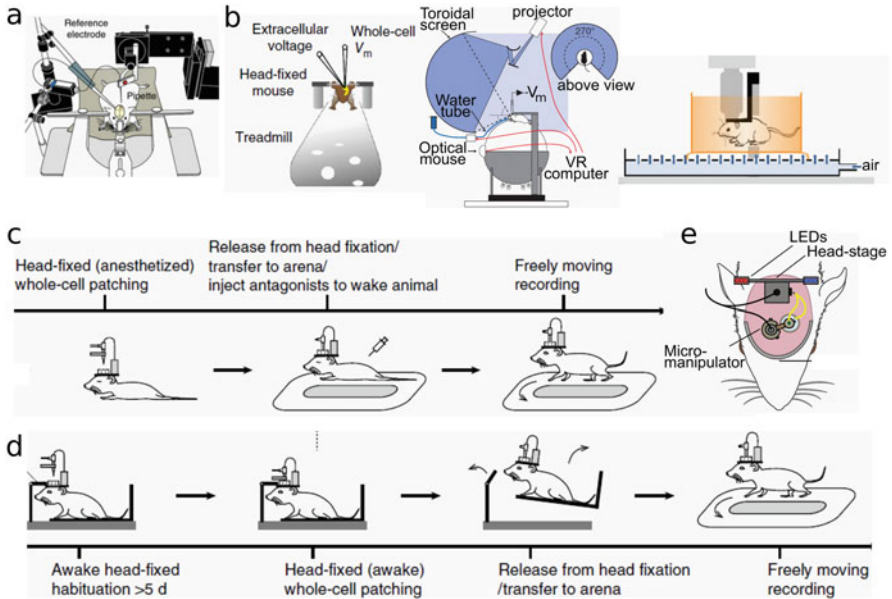 a
Reference
electrode
Pipette
b
Extracellular
voltage
Whole-cell
Vm
Head-fixed
mouse
Treadmill
Toroidal
screen
projector
270°
above view
Vm
Water
tube
Optical
mouse
VR
computer
air
c
Head-fixed (anesthetized)
whole-cell patching
Release from head fixation/
transfer to arena/
inject antagonists to wake animal
Freely moving
recording
e
LEDs
Head-stage
Micro-
manipulator
d
Awake head-fixed
habituation >5 d
Head-fixed (awake)
whole-cell patching
Release from head fixation
/transfer to arena
Freely moving
recording